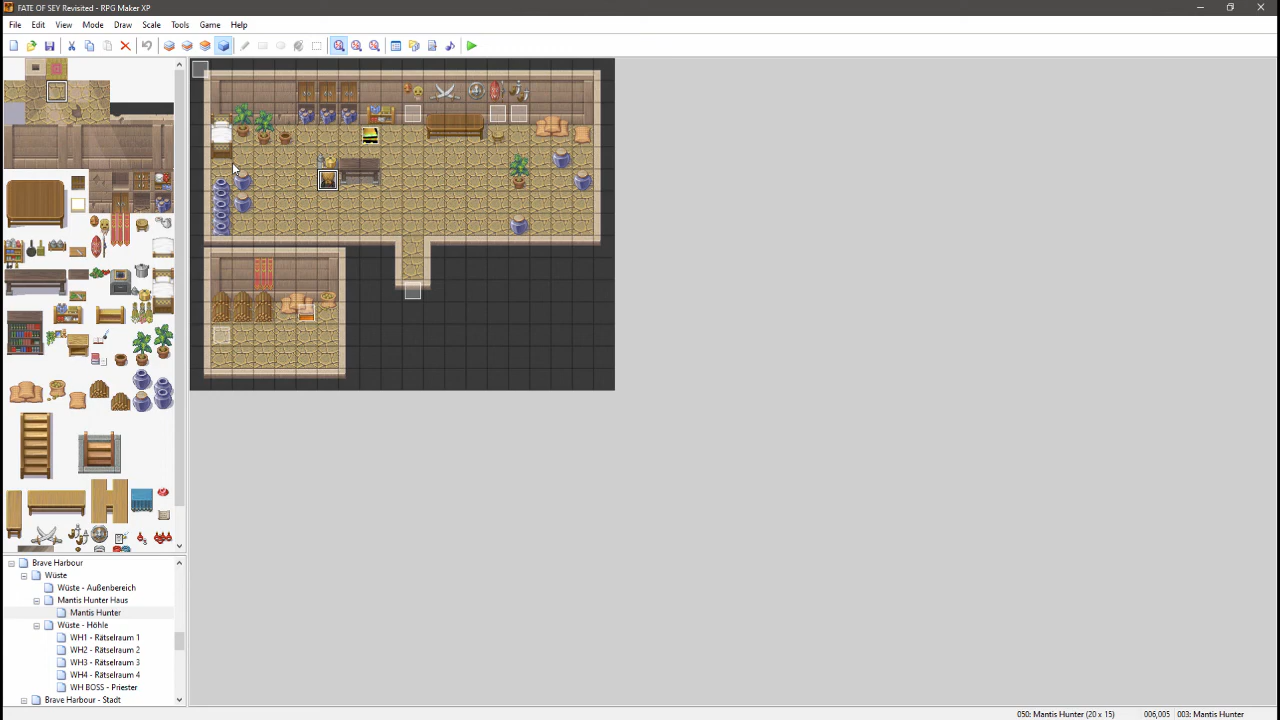 FATE OF SEY Revisited - RPG Maker XP
File Edit View Mode Draw Scale Tools Game Help
Brave Harbour
Wüste
Wüste - Außenbereich
Mantis Hunter Haus
Mantis Hunter
Wüste - Höhle
WH1 - Rätselraum 1
WH2 - Rätselraum 2
WH3 - Rätselraum 3
WH4 - Rätselraum 4
WH BOSS - Priester
Brave Harbour - Stadt
050: Mantis Hunter (20 x 15) 006,005 003: Mantis Hunter